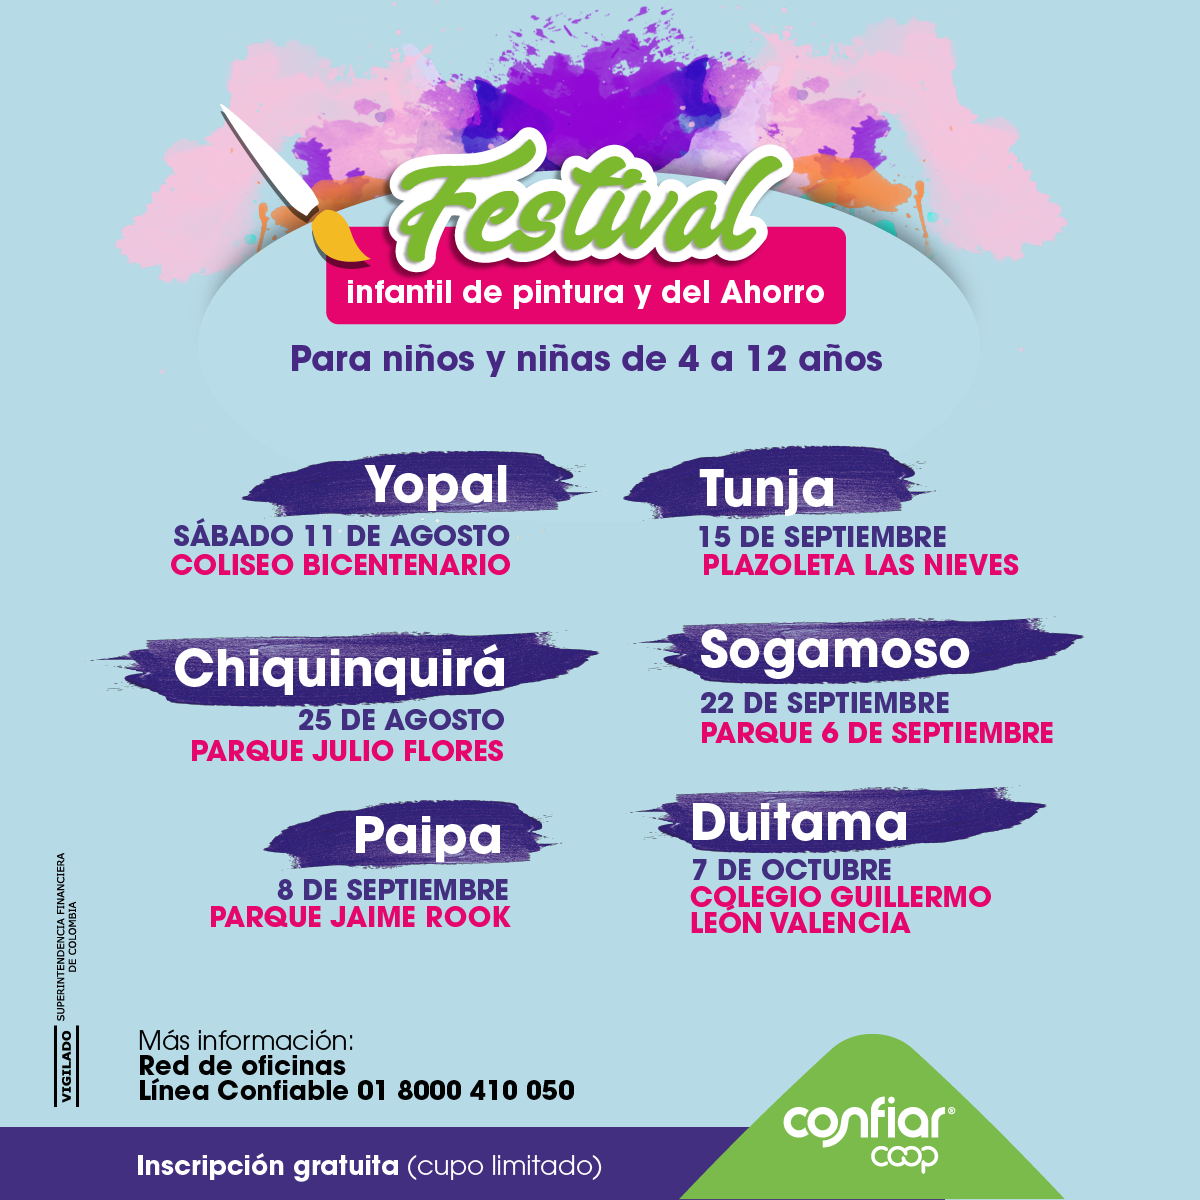 Festival
infantil de pintura y del Ahorro
Para niños y niñas de 4 a 12 años
Yopal
SÁBADO 11 DE AGOSTO
COLISEO BICENTENARIO
Chiquinquirá
25 DE AGOSTO
PARQUE JULIO FLORES
Paipa
8 DE SEPTIEMBRE
PARQUE JAIME ROOK
Tunja
15 DE SEPTIEMBRE
PLAZOLETA LAS NIEVES
Sogamoso
22 DE SEPTIEMBRE
PARQUE 6 DE SEPTIEMBRE
Duitama
7 DE OCTUBRE
COLEGIO GUILLERMO
LEÓN VALENCIA
VIGILADO
SUPERINTENDENCIA FINANCIERA
DE COLOMBIA
Más información:
Red de oficinas
Línea Confiable 01 8000 410 050
Inscripción gratuita (cupo limitado)
confiar®
coop